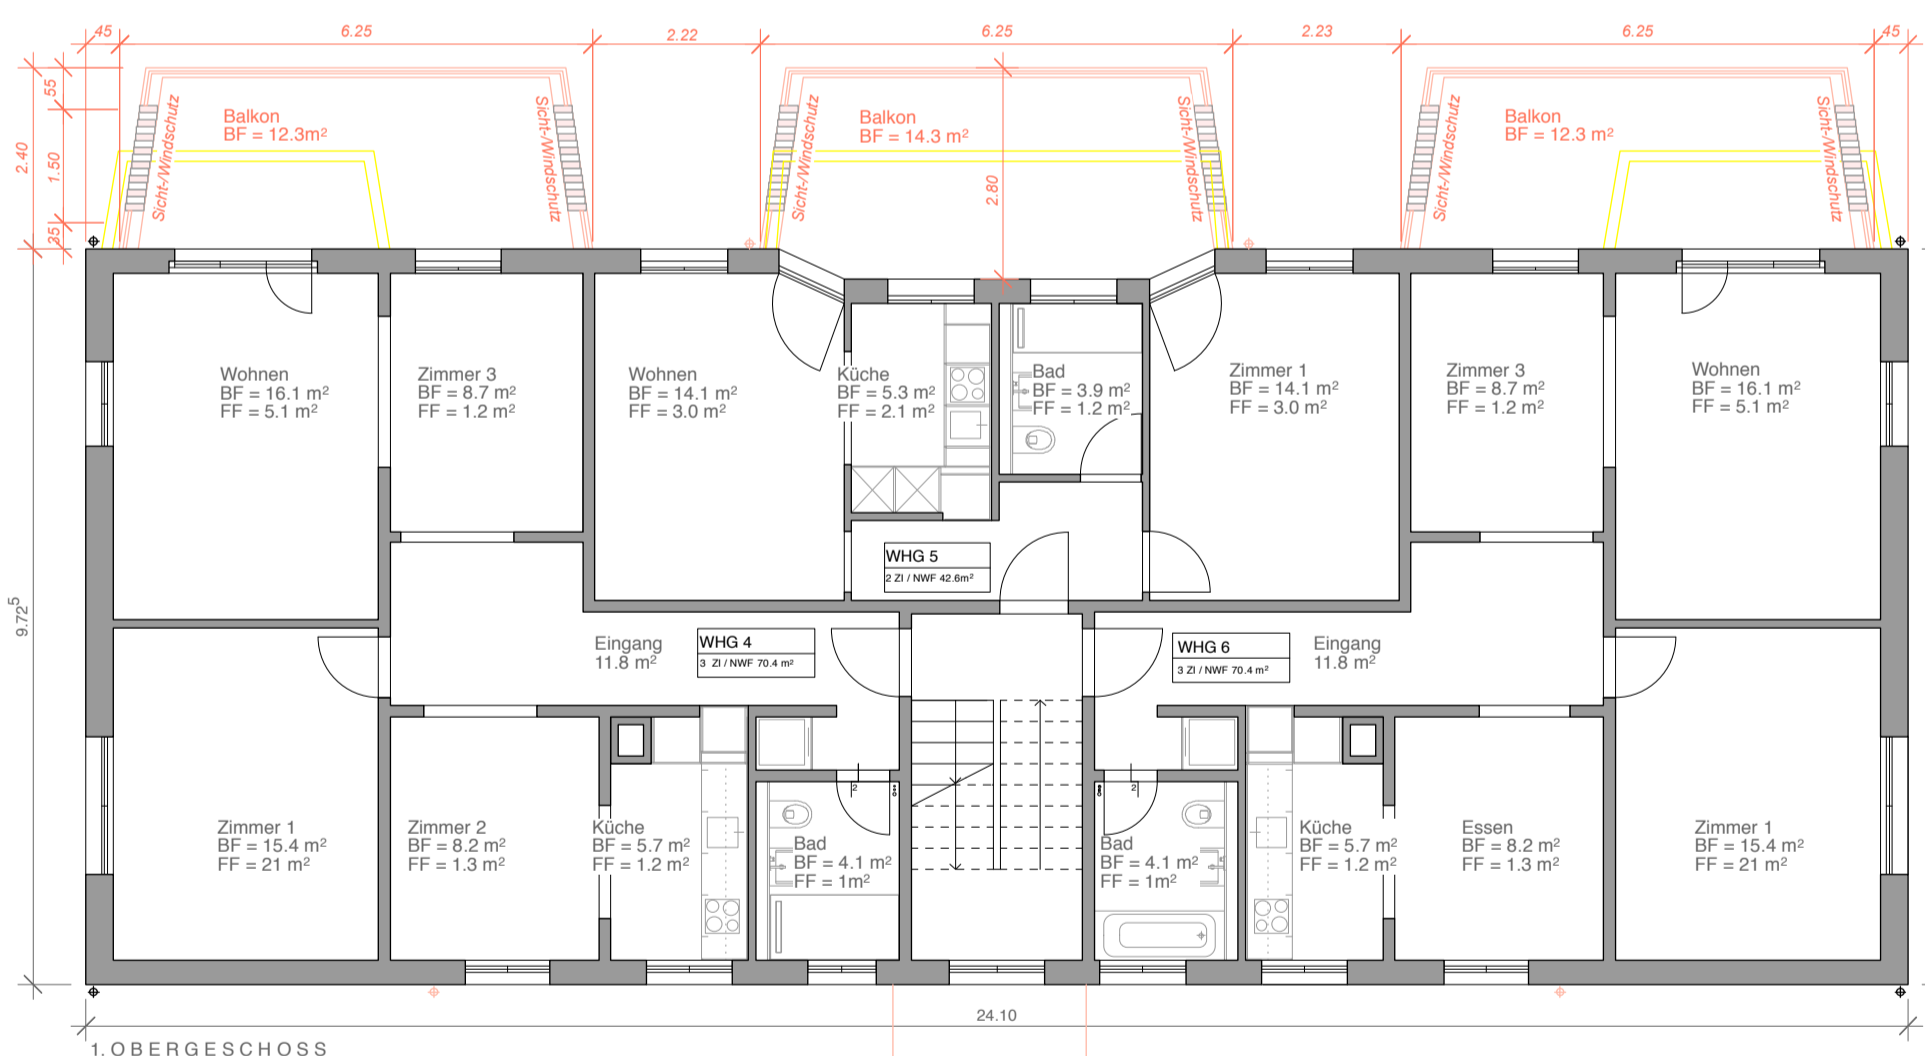 45
6.25
2.22
6.25
2.23
6.25
45
2.40
55
1.50
35
Sicht-/Windschutz
Balkon
BF = 12.3m²
Sicht-/Windschutz
Sicht-/Windschutz
Balkon
BF = 14.3 m²
2.80
Sicht-/Windschutz
Sicht-/Windschutz
Balkon
BF = 12.3 m²
Sicht-/Windschutz
Wohnen
BF = 16.1 m²
FF = 5.1 m²
Zimmer 3
BF = 8.7 m²
FF = 1.2 m²
Wohnen
BF = 14.1 m²
FF = 3.0 m²
Küche
BF = 5.3 m²
FF = 2.1 m²
Bad
BF = 3.9 m²
FF = 1.2 m²
Zimmer 1
BF = 14.1 m²
FF = 3.0 m²
Zimmer 3
BF = 8.7 m²
FF = 1.2 m²
Wohnen
BF = 16.1 m²
FF = 5.1 m²
WHG 5
2 ZI / NWF 42.6m²
9.72⁵
Eingang
11.8 m²
WHG 4
3 ZI / NWF 70.4 m²
WHG 6
3 ZI / NWF 70.4 m²
Eingang
11.8 m²
Zimmer 1
BF = 15.4 m²
FF = 21 m²
Zimmer 2
BF = 8.2 m²
FF = 1.3 m²
Küche
BF = 5.7 m²
FF = 1.2 m²
2
Bad
BF = 4.1 m²
FF = 1m²
2
Bad
BF = 4.1 m²
FF = 1m²
Küche
BF = 5.7 m²
FF = 1.2 m²
Essen
BF = 8.2 m²
FF = 1.3 m²
Zimmer 1
BF = 15.4 m²
FF = 21 m²
24.10
1. OBERGESCHOSS